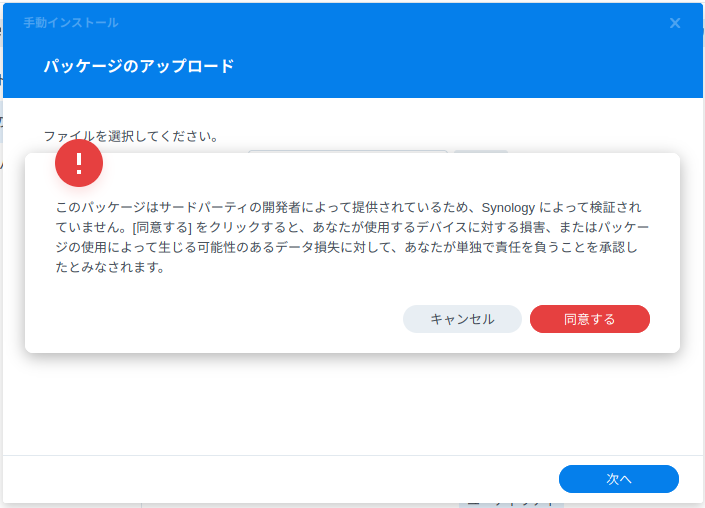 手動インストール
パッケージのアップロード
ファイルを選択してください。
このパッケージはサードパーティの開発者によって提供されているため、Synology によって検証され
ていません。[同意する] をクリックすると、あなたが使用するデバイスに対する損害、またはパッケー
ジの使用によって生じる可能性のあるデータ損失に対して、あなたが単独で責任を負うことを承認し
たとみなされます。
キャンセル
同意する
次へ